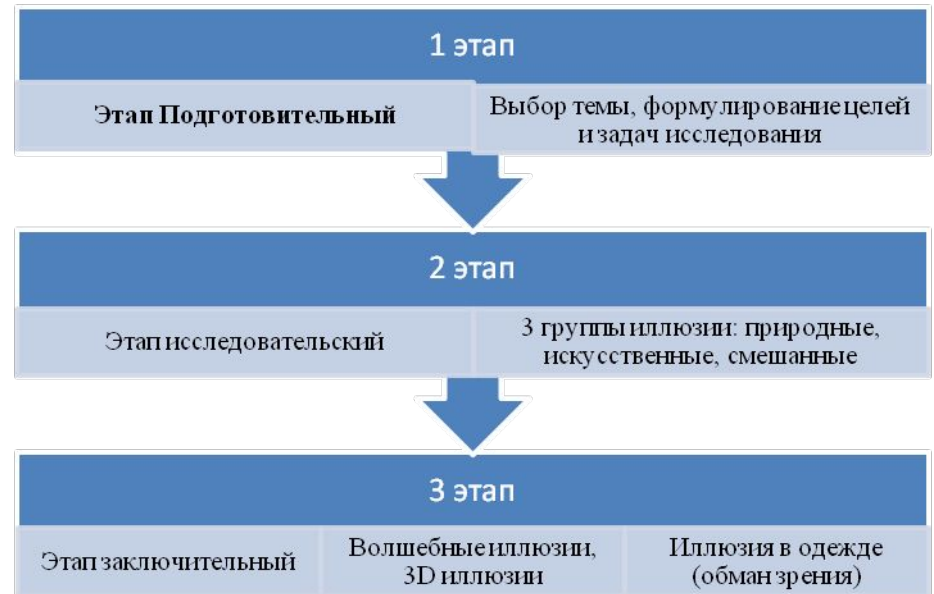 1 этап
Этап Подготовительный
Выбор темы, формулирование целей
и задач исследования
2 этап
Этап исследовательский
3 группы иллюзии: природные,
искусственные, смешанные
3 этап
Этап заключительный
Волшебные иллюзии,
3D иллюзии
Иллюзия в одежде
(обман зрения)